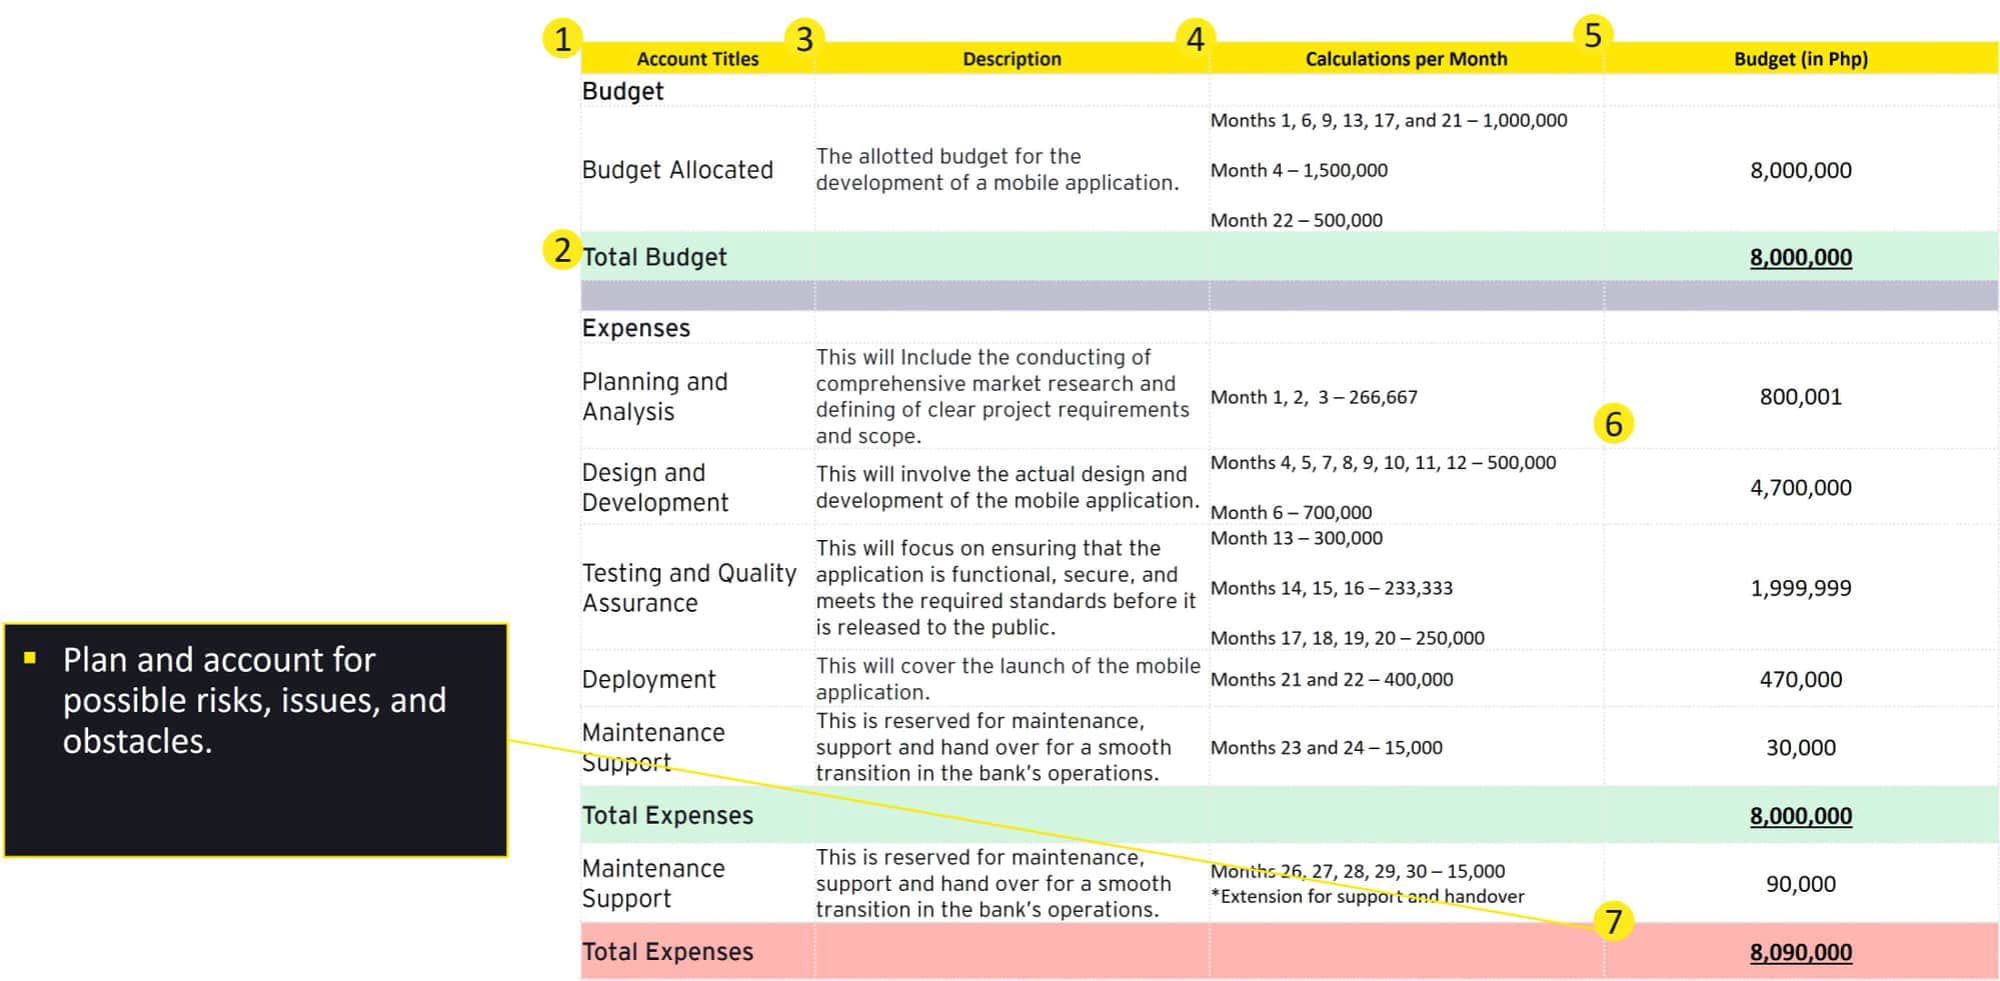 1
3
4
5
Account Titles
Description
Calculations per Month
Budget (in Php)
Budget
Budget Allocated
The allotted budget for the
development of a mobile application.
Months 1, 6, 9, 13, 17, and 21 – 1,000,000
Month 4 – 1,500,000
Month 22 – 500,000
8,000,000
2
Total Budget
8,000,000
Expenses
Planning and
Analysis
This will Include the conducting of
comprehensive market research and
defining of clear project requirements
and scope.
Month 1, 2, 3 – 266,667
800,001
6
Design and
Development
This will involve the actual design and
development of the mobile application.
Months 4, 5, 7, 8, 9, 10, 11, 12 – 500,000
Month 6 – 700,000
4,700,000
Testing and Quality
Assurance
This will focus on ensuring that the
application is functional, secure, and
meets the required standards before it
is released to the public.
Month 13 – 300,000
Months 14, 15, 16 – 233,333
Months 17, 18, 19, 20 – 250,000
1,999,999
Deployment
This will cover the launch of the mobile
application.
Months 21 and 22 – 400,000
470,000
Maintenance
Support
This is reserved for maintenance,
support and hand over for a smooth
transition in the bank's operations.
Months 23 and 24 – 15,000
30,000
Total Expenses
8,000,000
Maintenance
Support
This is reserved for maintenance,
support and hand over for a smooth
transition in the bank's operations.
Months 26, 27, 28, 29, 30 – 15,000
*Extension for support and handover
90,000
7
Total Expenses
8,090,000
Plan and account for
possible risks, issues, and
obstacles.